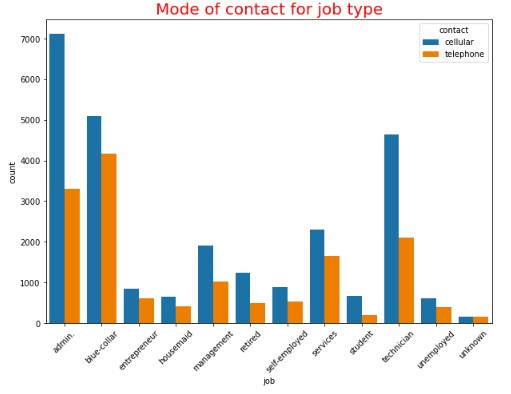 Mode of contact for job type
contact
cellular
telephone
7000
6000
5000
4000
3000
2000
1000
0
count
admin.
blue-collar
entrepreneur
housemaid
management
retired
self-employed
services
student
technician
unemployed
unknown
job